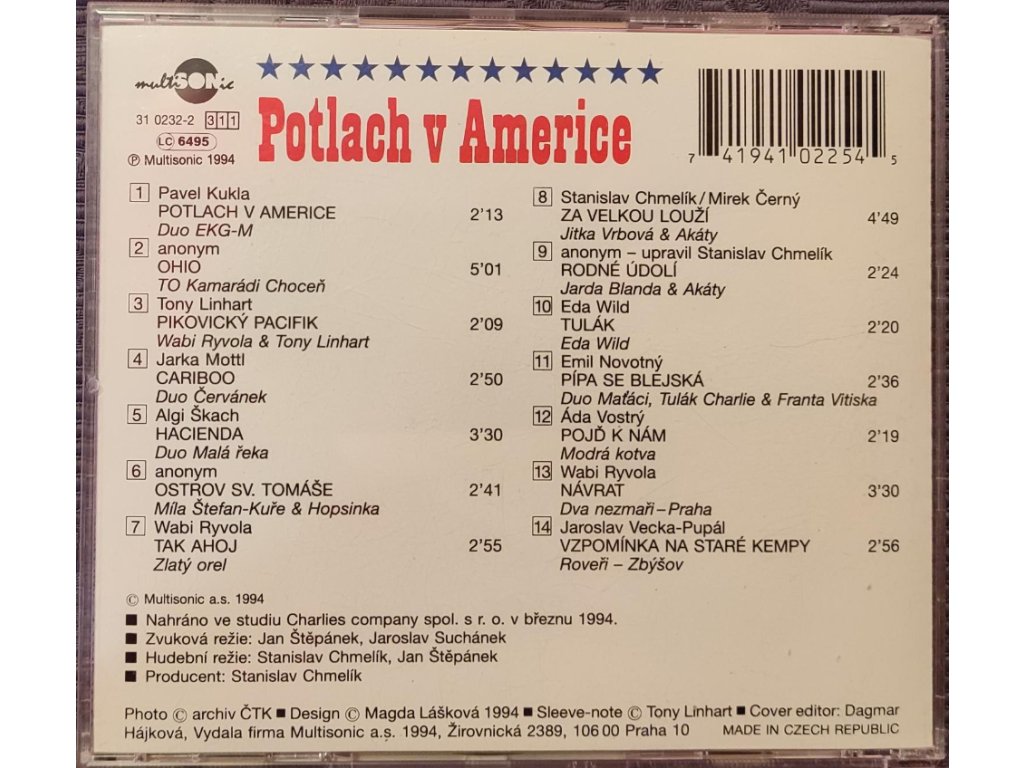 multiSONic
31 0232-2 311
LC 6495
Ⓟ Multisonic 1994
Potlach v Americe
7 41941 02254 5
1 Pavel Kukla
POTLACH V AMERICE 2'13
Duo EKG-M
2 anonym
OHIO 5'01
TO Kamarádi Choceň
3 Tony Linhart
PIKOVICKÝ PACIFIK 2'09
Wabi Ryvola & Tony Linhart
4 Jarka Mottl
CARIBOO 2'50
Duo Červánek
5 Algi Škach
HACIENDA 3'30
Duo Malá řeka
6 anonym
OSTROV SV. TOMÁŠE 2'41
Míla Štefan-Kuře & Hopsinka
7 Wabi Ryvola
TAK AHOJ 2'55
Zlatý orel
8 Stanislav Chmelík/Mirek Černý
ZA VELKOU LOUŽÍ 4'49
Jitka Vrbová & Akáty
9 anonym – upravil Stanislav Chmelík
RODNÉ ÚDOLÍ 2'24
Jarda Blanda & Akáty
10 Eda Wild
TULÁK 2'20
Eda Wild
11 Emil Novotný
PÍPA SE BLEJSKÁ 2'36
Duo Maťáci, Tulák Charlie & Franta Vitiska
12 Áda Vostrý
POJĎ K NÁM 2'19
Modrá kotva
13 Wabi Ryvola
NÁVRAT 3'30
Dva nezmaři – Praha
14 Jaroslav Vecka-Pupál
VZPOMÍNKA NA STARÉ KEMPY 2'56
Roveři – Zbýšov
© Multisonic a.s. 1994
■ Nahráno ve studiu Charlies company spol. s r. o. v březnu 1994.
■ Zvuková režie: Jan Štěpánek, Jaroslav Suchánek
■ Hudební režie: Stanislav Chmelík, Jan Štěpánek
■ Producent: Stanislav Chmelík
Photo © archiv ČTK ■ Design © Magda Lášková 1994 ■ Sleeve-note © Tony Linhart ■ Cover editor: Dagmar
Hájková, Vydala firma Multisonic a.s. 1994, Žirovnická 2389, 106 00 Praha 10 MADE IN CZECH REPUBLIC